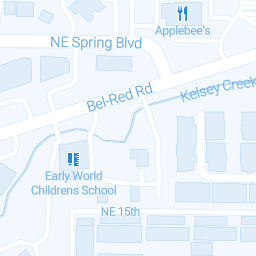 Applebee's
NE Spring Blvd
Bel-Red Rd
Kelsey Creek
Early World
Childrens School
NE 15th